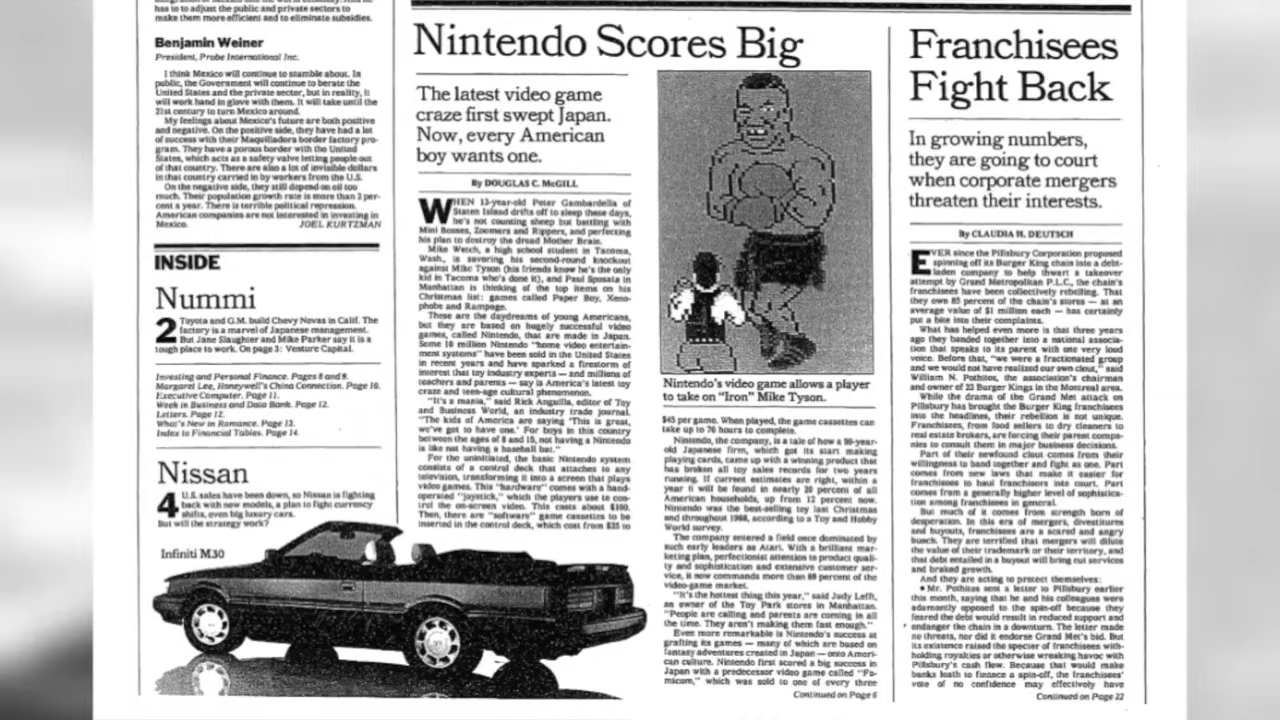 has to to adjust the public and private sectors to
make them more efficient and to eliminate subsidies.
Benjamin Weiner
President, Probe International Inc.
I think Mexico will continue to stumble about. In
public, the Government will continue to berate the
United States and the private sector, but in reality, it
will work hand in glove with them. It will take until the
21st century to turn Mexico around.
My feelings about Mexico's future are both positive
and negative. On the positive side, they have had a lot
of success with their Maquilladora border factory pro-
gram. They have a porous border with the United
States, which acts as a safety valve letting people out
of that country. There are also a lot of invisible dollars
in that country carried in by workers from the U.S.
On the negative side, they still depend on oil too
much. Their population growth rate is more than 2 per-
cent a year. There is terrible political repression.
American companies are not interested in investing in
Mexico. JOEL KURTZMAN
INSIDE
Nummi
2 Toyota and G.M. build Chevy Novas in Calif. The
factory is a marvel of Japanese management.
But Jane Slaughter and Mike Parker say it is a
tough place to work. On page 3: Venture Capital.
Investing and Personal Finance. Pages 8 and 9.
Margaret Lee, Honeywell's China Connection. Page 10.
Executive Computer. Page 11.
Week in Business and Data Bank. Page 12.
Letters. Page 12.
What's New in Romance. Page 13.
Index to Financial Tables. Page 14.
Nissan
4 U.S. sales have been down, so Nissan is fighting
back with new models, a plan to fight currency
shifts, even big luxury cars.
But will the strategy work?
Infiniti M30
Nintendo Scores Big
The latest video game
craze first swept Japan.
Now, every American
boy wants one.
By DOUGLAS C. McGILL
WHEN 13-year-old Peter Gambardella of
Staten Island drifts off to sleep these days,
he's not counting sheep but battling with
Mini Bosses, Zoomers and Rippers, and perfecting
his plan to destroy the dread Mother Brain.
Mike Wetch, a high school student in Tacoma,
Wash., is savoring his second-round knockout
against Mike Tyson (his friends know he's the only
kid in Tacoma who's done it), and Paul Sposata in
Manhattan is thinking of the top items on his
Christmas list: games called Paper Boy, Xeno-
phobe and Rampage.
These are the daydreams of young Americans,
but they are based on hugely successful video
games, called Nintendo, that are made in Japan.
Some 10 million Nintendo "home video entertain-
ment systems" have been sold in the United States
in recent years and have sparked a firestorm of
interest that toy industry experts — and millions of
teachers and parents — say is America's latest toy
craze and teen-age cultural phenomenon.
"It's a mania," said Rick Anguilla, editor of Toy
and Business World, an industry trade journal.
"The kids of America are saying 'This is great,
we've got to have one.' For boys in this country
between the ages of 8 and 15, not having a Nintendo
is like not having a baseball bat."
For the uninitiated, the basic Nintendo system
consists of a control deck that attaches to any
television, transforming it into a screen that plays
video games. This "hardware" comes with a hand-
operated "joystick," which the players use to con-
trol the on-screen video. This costs about $100.
Then, there are "software" game cassettes to be
inserted in the control deck, which cost from $25 to
Nintendo's video game allows a player
to take on "Iron" Mike Tyson.
$45 per game. When played, the game cassettes can
take up to 70 hours to complete.
Nintendo, the company, is a tale of how a 99-year-
old Japanese firm, which got its start making
playing cards, came up with a winning product that
has broken all toy sales records for two years
running. If current estimates are right, within a
year it will be found in nearly 20 percent of all
American households, up from 12 percent now.
Nintendo was the best-selling toy last Christmas
and throughout 1988, according to a Toy and Hobby
World survey.
The company entered a field once dominated by
such early leaders as Atari. With a brilliant mar-
keting plan, perfectionist attention to product quali-
ty and sophistication and extensive customer ser-
vice, it now commands more than 80 percent of the
video-game market.
"It's the hottest thing this year," said Judy Lefft,
an owner of the Toy Park stores in Manhattan.
"People are calling and parents are coming in all
the time. They aren't making them fast enough."
Even more remarkable is Nintendo's success at
grafting its games — many of which are based on
fantasy adventures created in Japan — onto Ameri-
can culture. Nintendo first scored a big success in
Japan with a predecessor video game called "Fa-
micom," which was sold to one of every three
Continued on Page 6
Franchisees
Fight Back
In growing numbers,
they are going to court
when corporate mergers
threaten their interests.
By CLAUDIA H. DEUTSCH
EVER since the Pillsbury Corporation proposed
spinning off its Burger King chain into a debt-
laden company to help thwart a takeover
attempt by Grand Metropolitan P.L.C., the chain's
franchisees have been collectively rebelling. That
they own 85 percent of the chain's stores — at an
average value of $1 million each — has certainly
put a bite into their complaints.
What has helped even more is that three years
ago they banded together into a national associa-
tion that speaks to its parent with one very loud
voice. Before that, "we were a fractionated group
and we would not have realized our own clout," said
William N. Pothitos, the association's chairman
and owner of 23 Burger Kings in the Montreal area.
While the drama of the Grand Met attack on
Pillsbury has brought the Burger King franchisees
into the headlines, their rebellion is not unique.
Franchisees, from food sellers to dry cleaners to
real estate brokers, are forcing their parent compa-
nies to consult them in major business decisions.
Part of their newfound clout comes from their
willingness to band together and fight as one. Part
comes from new laws that make it easier for
franchisees to haul franchisors into court. Part
comes from a generally higher level of sophistica-
tion among franchisees in general.
But much of it comes from strength born of
desperation. In this era of mergers, divestitures
and buyouts, franchisees are a scared and angry
bunch. They are terrified that mergers will dilute
the value of their trademark or their territory, and
that debt entailed in a buyout will bring cut services
and braked growth.
And they are acting to protect themselves:
• Mr. Pothitos sent a letter to Pillsbury earlier
this month, saying that he and his colleagues were
adamantly opposed to the spin-off because they
feared the debt would result in reduced support and
endanger the chain in a downturn. The letter made
no threats, nor did it endorse Grand Met's bid. But
its existence raised the specter of franchisees with-
holding royalties or otherwise wreaking havoc with
Pillsbury's cash flow. Because that would make
banks loath to finance a spin-off, the franchisees'
vote of no confidence may effectively have
Continued on Page 22